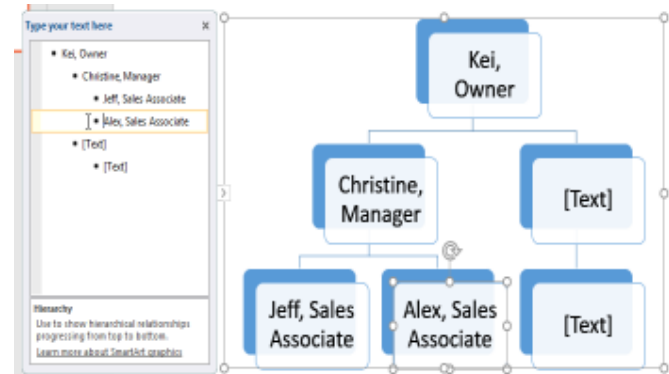 Type your text here
Kei, Owner
Christine, Manager
Jeff, Sales Associate
Alex, Sales Associate
[Text]
[Text]
Hierarchy
Use to show hierarchical relationships
progressing from top to bottom.
Learn more about SmartArt graphics
Kei,
Owner
Christine,
Manager
[Text]
Jeff, Sales
Associate
Alex, Sales
Associate
[Text]